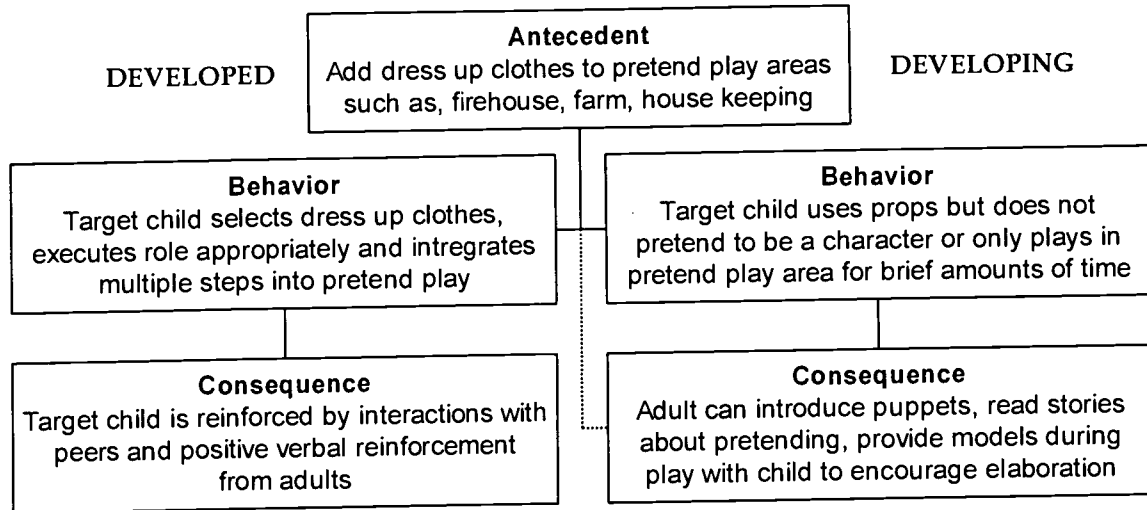 Antecedent
DEVELOPED
Add dress up clothes to pretend play areas
such as, firehouse, farm, house keeping
DEVELOPING
Behavior
Target child selects dress up clothes,
executes role appropriately and intregrates
multiple steps into pretend play
Behavior
Target child uses props but does not
pretend to be a character or only plays in
pretend play area for brief amounts of time
Consequence
Target child is reinforced by interactions with
peers and positive verbal reinforcement
from adults
Consequence
Adult can introduce puppets, read stories
about pretending, provide models during
play with child to encourage elaboration